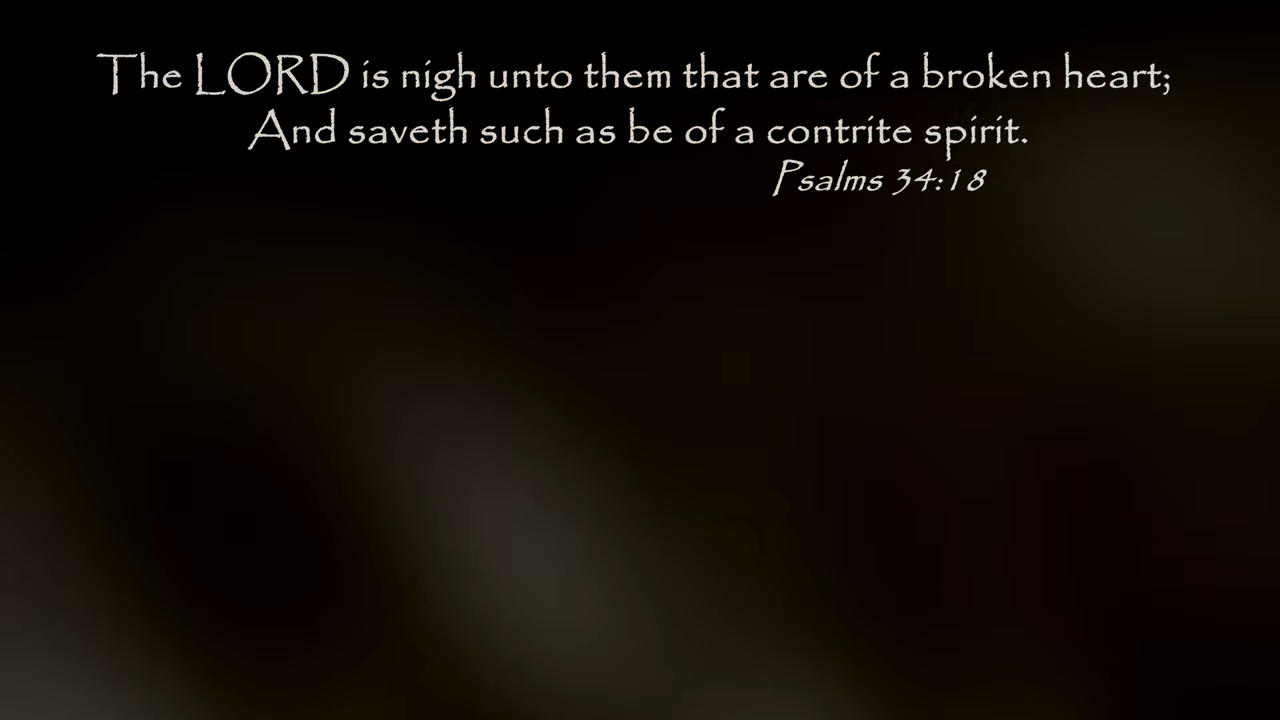 The LORD is nigh unto them that are of a broken heart;
And saveth such as be of a contrite spirit.
Psalms 34:18